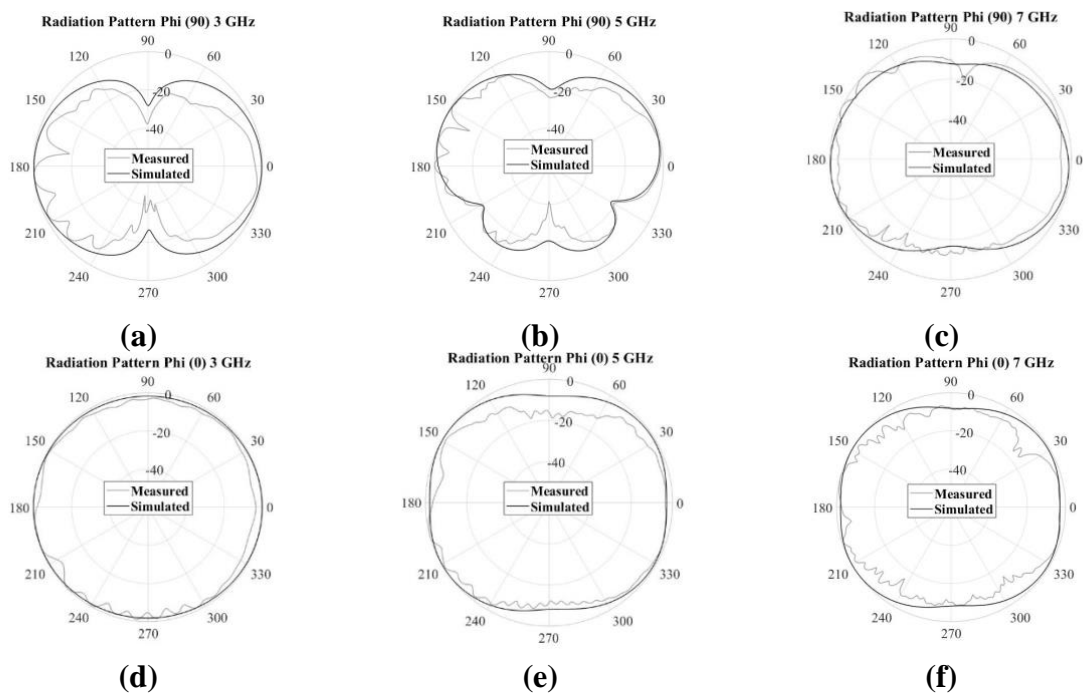 Radiation Pattern Phi (90) 3 GHz
90
120 0 60
-20
150 30
-40
Measured
Simulated
180 0
210 330
240 300
270
(a)
Radiation Pattern Phi (90) 5 GHz
90
120 0 60
-20
150 30
-40
Measured
Simulated
180 0
210 330
240 300
270
(b)
Radiation Pattern Phi (90) 7 GHz
90
120 0 60
-20
150 30
-40
Measured
Simulated
180 0
210 330
240 300
270
(c)
Radiation Pattern Phi (0) 3 GHz
90
120 0 60
-20
150 30
-40
Measured
Simulated
180 0
210 330
240 300
270
(d)
Radiation Pattern Phi (0) 5 GHz
90
120 0 60
-20
150 30
-40
Measured
Simulated
180 0
210 330
240 300
270
(e)
Radiation Pattern Phi (0) 7 GHz
90
120 0 60
-20
150 30
-40
Measured
Simulated
180 0
210 330
240 300
270
(f)